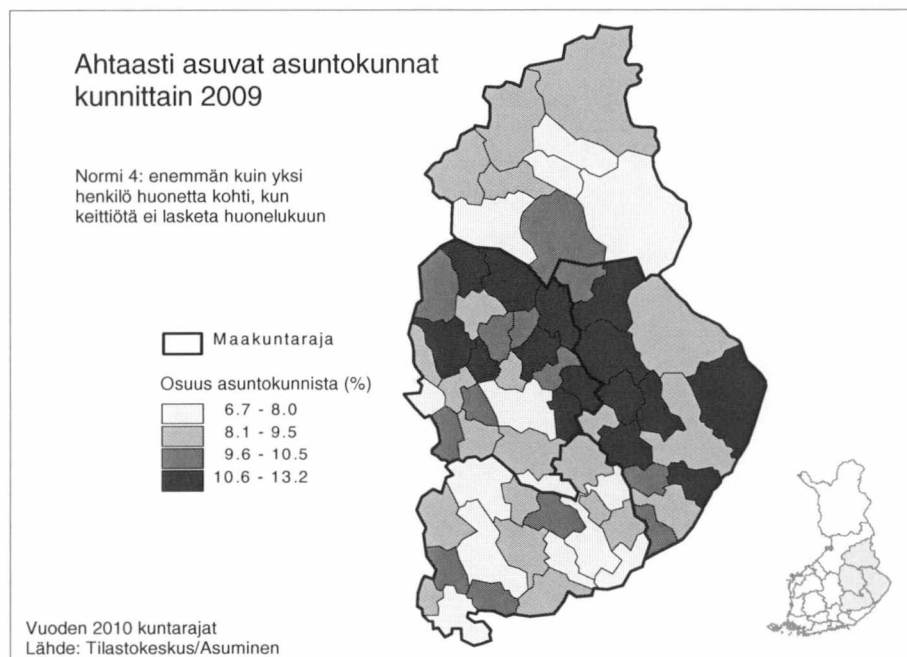 Ahtaasti asuvat asuntokunnat
kunnittain 2009
Normi 4: enemmän kuin yksi
henkilö huonetta kohti, kun
keittiötä ei lasketa huonelukuun
Maakuntaraja
Osuus asuntokunnista (%)
6.7 - 8.0
8.1 - 9.5
9.6 - 10.5
10.6 - 13.2
Vuoden 2010 kuntarajat
Lähde: Tilastokeskus/Asuminen